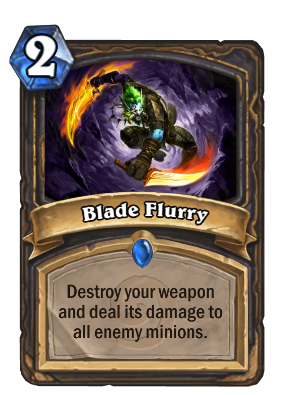 2
Blade Flurry
Destroy your weapon
and deal its damage to
all enemy minions.